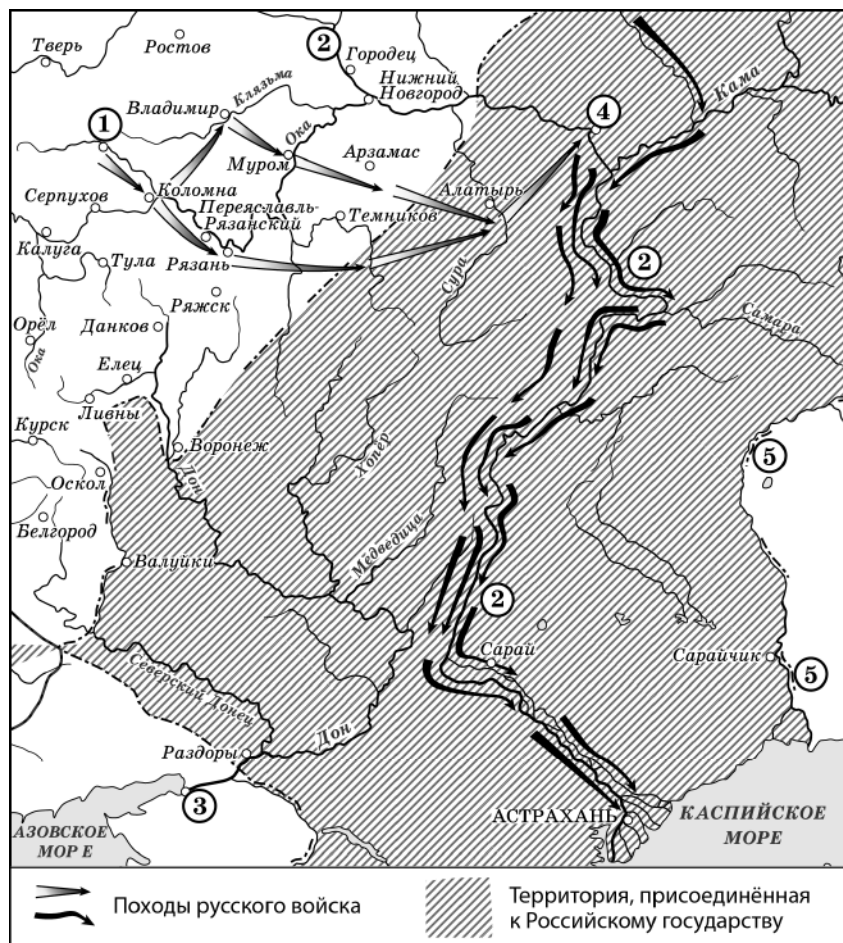 Тверь
Ростов
2
Городец
Нижний
Новгород
Кама
Клязьма
Владимир
1
4
Ока
Муром
Арзамас
Коломна
Серпухов
Переяславль-
Рязанский
Темников
Алатырь
Калуга
Тула
Рязань
Сура
2
Ряжск
Орёл
Данков
Самара
Ока
Елец
Ливны
Курск
Воронеж
Хопёр
5
Оскол
Дон
Белгород
Медведица
Валуйки
2
Сарай
Сарайчик
5
Северский Донец
Дон
Раздоры
3
АСТРАХАНЬ
КАСПИЙСКОЕ
МОРЕ
АЗОВСКОЕ
МОРЕ
Походы русского войска
Территория, присоединённая
к Российскому государству